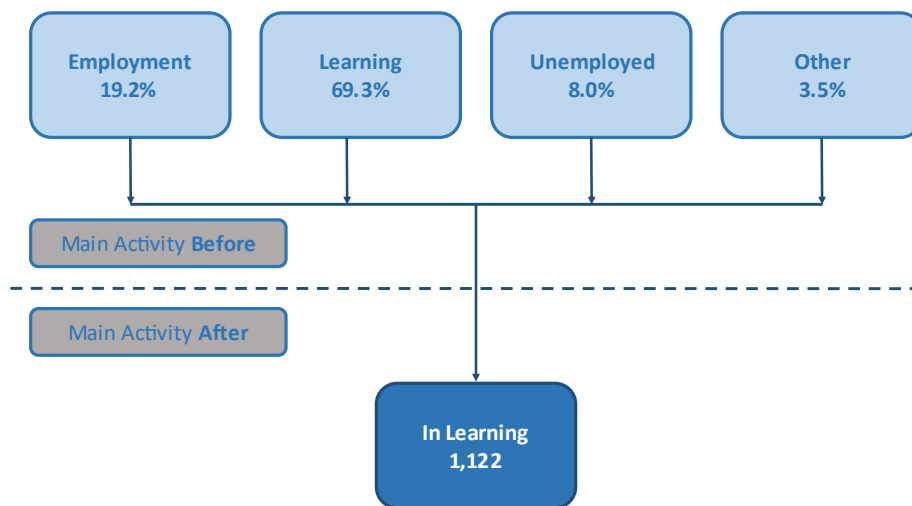 Employment
19.2%
Learning
69.3%
Unemployed
8.0%
Other
3.5%
Main Activity Before
Main Activity After
In Learning
1,122